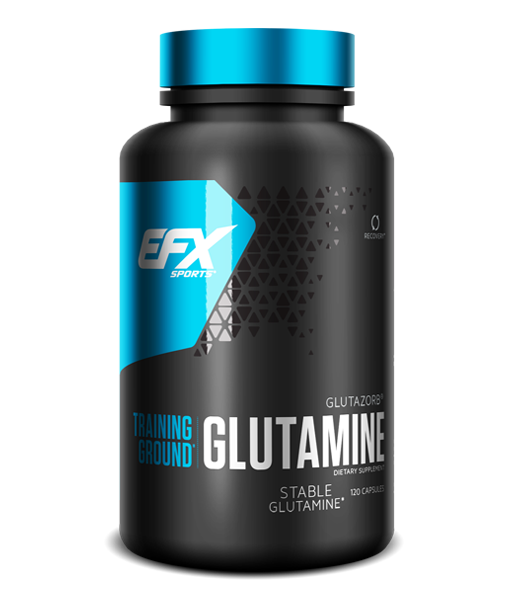 EFX
SPORTS®
RECOVERY*
GLUTAZORB®
TRAINING
GROUND®
GLUTAMINE
DIETARY SUPPLEMENT
STABLE
GLUTAMINE*
120 CAPSULES